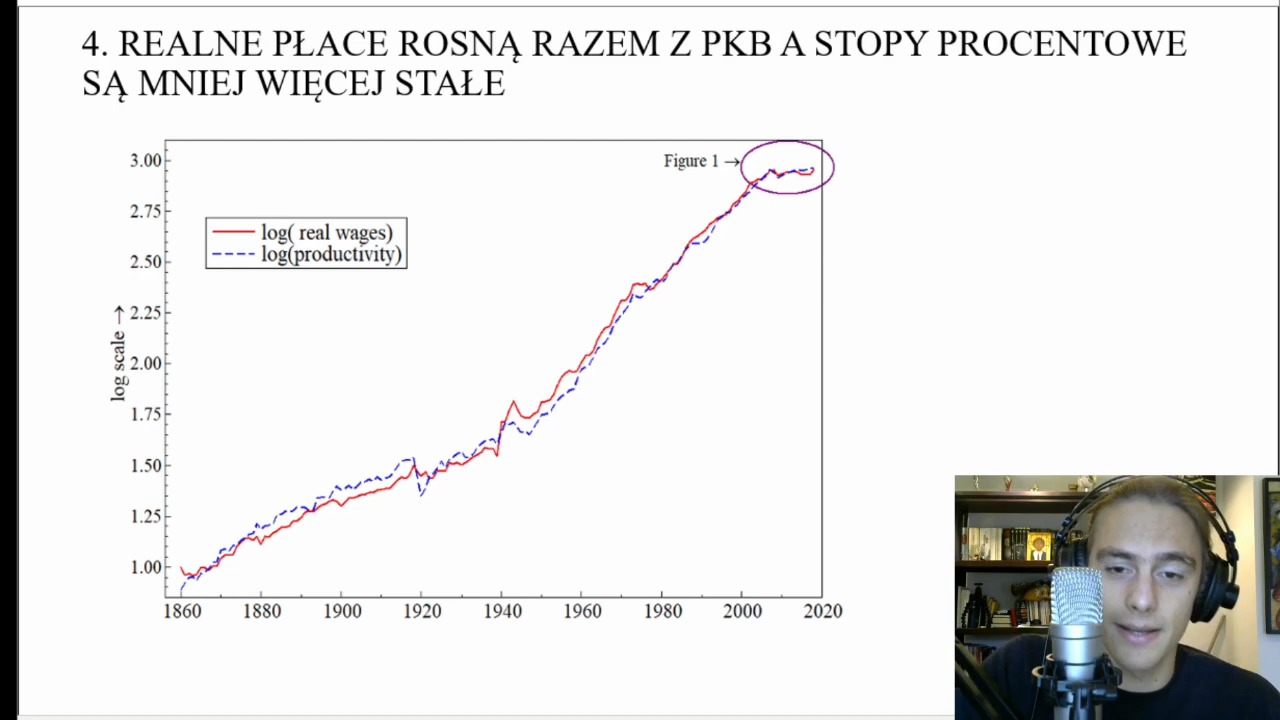 4. REALNE PŁACE ROSNĄ RAZEM Z PKB A STOPY PROCENTOWE
SĄ MNIEJ WIĘCEJ STAŁE
3.00
Figure 1 →
2.75
log( real wages)
log(productivity)
2.50
2.25
log scale →
2.00
1.75
1.50
1.25
1.00
1860 1880 1900 1920 1940 1960 1980 2000 2020